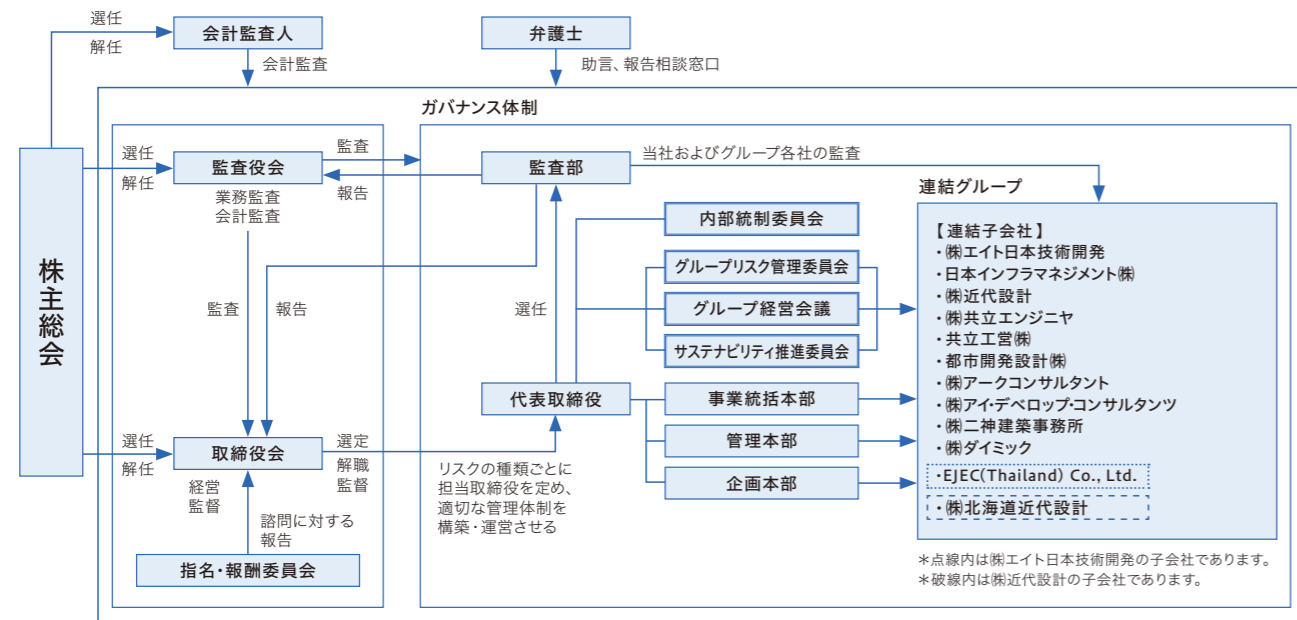 選任
解任
会計監査人
会計監査
弁護士
助言、報告相談窓口
ガバナンス体制
株主総会
選任
解任
監査役会
業務監査
会計監査
監査
報告
監査部
当社およびグループ各社の監査
監査
報告
選任
内部統制委員会
グループリスク管理委員会
グループ経営会議
サステナビリティ推進委員会
代表取締役
事業統括本部
管理本部
企画本部
選任
解任
取締役会
経営
監督
選定
解職
監督
リスクの種類ごとに
担当取締役を定め、
適切な管理体制を
構築・運営させる
諮問に対する
報告
指名・報酬委員会
連結グループ
【連結子会社】
・㈱エイト日本技術開発
・日本インフラマネジメント㈱
・㈱近代設計
・㈱共立エンジニヤ
・共立工営㈱
・都市開発設計㈱
・㈱アークコンサルタント
・㈱アイ・デベロップ・コンサルタンツ
・㈱二神建築事務所
・㈱ダイミック
・EJEC(Thailand) Co., Ltd.
・㈱北海道近代設計
＊点線内は㈱エイト日本技術開発の子会社であります。
＊破線内は㈱近代設計の子会社であります。